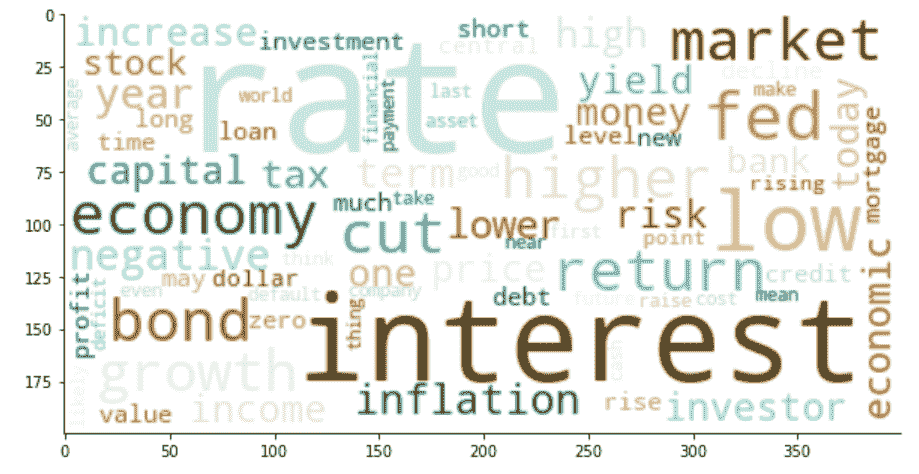 0
25
50
75
100
125
150
175
0 50 100 150 200 250 300 350
increase
investment
short
central
high
market
stock
rate
financial
payment
yield
decline
average
year
world
last
money
make
fed
today
long
time
loan
asset
level
new
mortgage
capital
tax
term
good
higher
bank
rising
economy
much
take
cut
lower
near
first
risk
point
low
negative
think
may
dollar
one
price
return
credit
economic
profit
deficit
even
default
company
debt
future
raise
cost
mean
bond
zero
thing
interest
growth
cash
likely
value
income
inflation
rise
investor